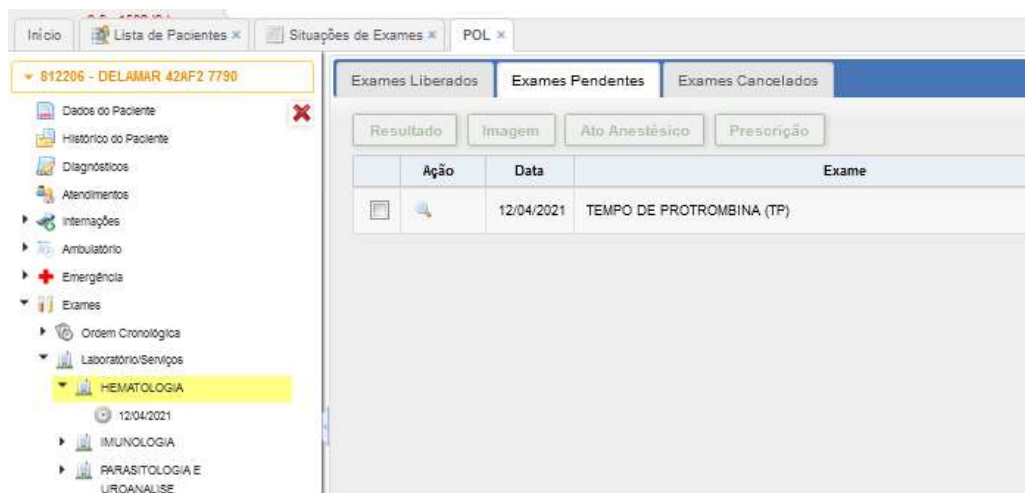 Início
Lista de Pacientes ×
Situações de Exames ×
POL ×
812206 - DELAMAR 42AF2 7790
Dados do Paciente
Histórico do Paciente
Diagnósticos
Atendimentos
Internações
Ambulatório
Emergência
Exames
Ordem Cronológica
Laboratório/Serviços
HEMATOLOGIA
12/04/2021
IMUNOLOGIA
PARASITOLOGIA E
UROANALISE
Exames Liberados
Exames Pendentes
Exames Cancelados
Resultado
Imagem
Ato Anestésico
Prescrição
Ação
Data
Exame
12/04/2021
TEMPO DE PROTROMBINA (TP)